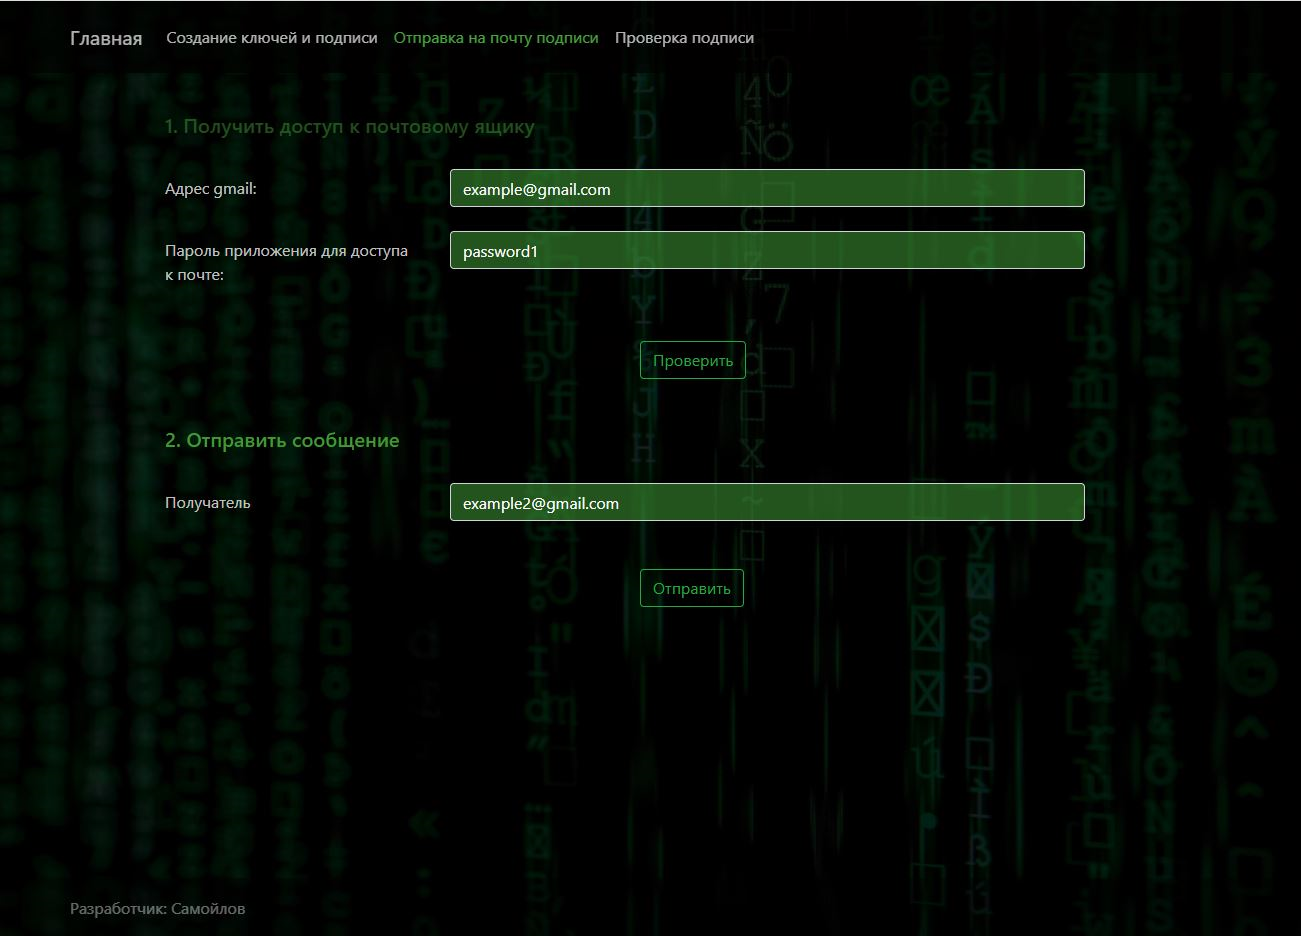 Главная Создание ключей и подписи Отправка на почту подписи Проверка подписи
1. Получить доступ к почтовому ящику
Адрес gmail: example@gmail.com
Пароль приложения для доступа password1
к почте:
Проверить
2. Отправить сообщение
Получатель example2@gmail.com
Отправить
Разработчик: Самойлов